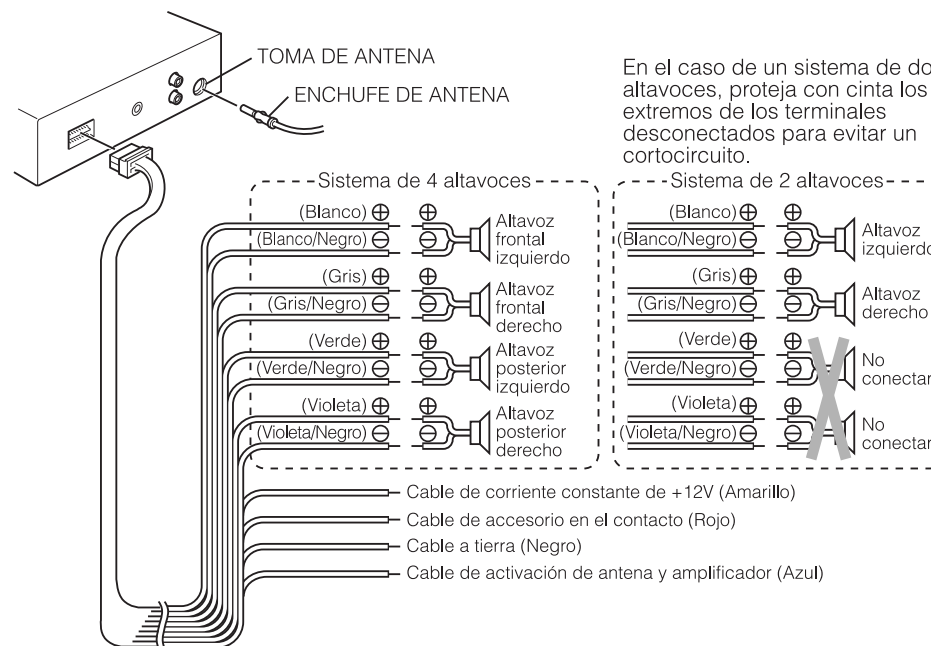 TOMA DE ANTENA
ENCHUFE DE ANTENA
En el caso de un sistema de do
altavoces, proteja con cinta los
extremos de los terminales
desconectados para evitar un
cortocircuito.
Sistema de 4 altavoces
(Blanco) ⊕ ⊕
(Blanco/Negro) ⊖ ⊖
Altavoz
frontal
izquierdo
(Gris) ⊕ ⊕
(Gris/Negro) ⊖ ⊖
Altavoz
frontal
derecho
(Verde) ⊕ ⊕
(Verde/Negro) ⊖ ⊖
Altavoz
posterior
izquierdo
(Violeta) ⊕ ⊕
(Violeta/Negro) ⊖ ⊖
Altavoz
posterior
derecho
Sistema de 2 altavoces
(Blanco) ⊕ ⊕
(Blanco/Negro) ⊖ ⊖
Altavoz
izquierdo
(Gris) ⊕ ⊕
(Gris/Negro) ⊖ ⊖
Altavoz
derecho
(Verde) ⊕ ⊕
(Verde/Negro) ⊖ ⊖
No
conectar
(Violeta) ⊕ ⊕
(Violeta/Negro) ⊖ ⊖
No
conectar
Cable de corriente constante de +12V (Amarillo)
Cable de accesorio en el contacto (Rojo)
Cable a tierra (Negro)
Cable de activación de antena y amplificador (Azul)